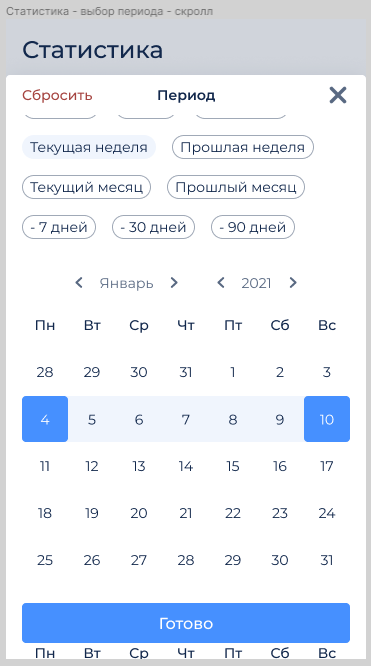 Статистика - выбор периода - скролл
Статистика
Сбросить Период
Текущая неделя Прошлая неделя
Текущий месяц Прошлый месяц
- 7 дней - 30 дней - 90 дней
Январь 2021
Пн Вт Ср Чт Пт Сб Вс
28 29 30 31 1 2 3
4 5 6 7 8 9 10
11 12 13 14 15 16 17
18 19 20 21 22 23 24
25 26 27 28 29 30 31
Готово
Пн Вт Ср Чт Пт Сб Вс